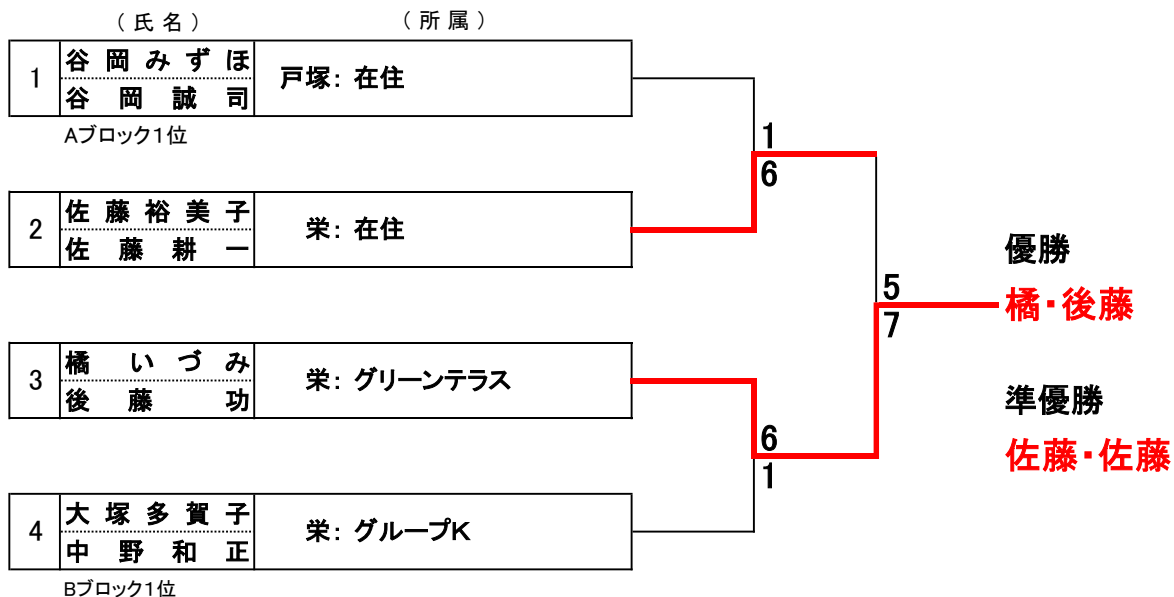 （氏名） （所属）
1 谷岡みずほ 戸塚：在住
谷岡誠司
Aブロック1位
1
6
2 佐藤裕美子 栄：在住
佐藤耕一
優勝
5
橘・後藤
7
3 橘いづみ 栄：グリーンテラス
後藤功
準優勝
6
佐藤・佐藤
1
4 大塚多賀子 栄：グループK
中野和正
Bブロック1位